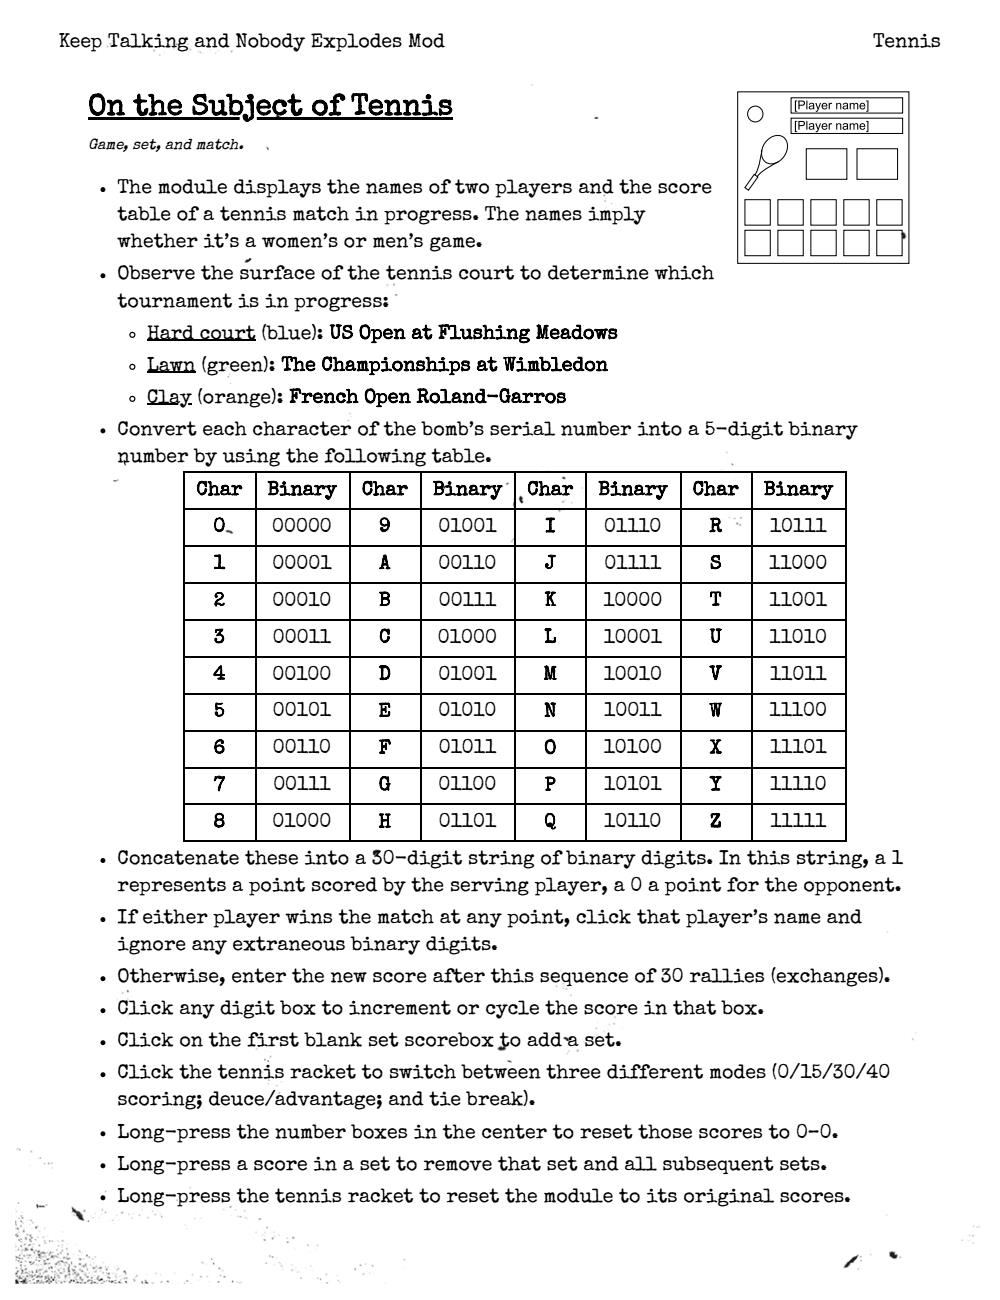 Keep Talking and Nobody Explodes Mod
Tennis
On the Subject of Tennis
Game, set, and match.
[Player name]
[Player name]
• The module displays the names of two players and the score
table of a tennis match in progress. The names imply
whether it's a women's or men's game.
• Observe the surface of the tennis court to determine which
tournament is in progress:
◦ Hard court (blue): US Open at Flushing Meadows
◦ Lawn (green): The Championships at Wimbledon
◦ Clay (orange): French Open Roland-Garros
• Convert each character of the bomb's serial number into a 5-digit binary
number by using the following table.
Char Binary Char Binary Char Binary Char Binary
0 00000 9 01001 I 01110 R 10111
1 00001 A 00110 J 01111 S 11000
2 00010 B 00111 K 10000 T 11001
3 00011 C 01000 L 10001 U 11010
4 00100 D 01001 M 10010 V 11011
5 00101 E 01010 N 10011 W 11100
6 00110 F 01011 O 10100 X 11101
7 00111 G 01100 P 10101 Y 11110
8 01000 H 01101 Q 10110 Z 11111
• Concatenate these into a 30-digit string of binary digits. In this string, a 1
represents a point scored by the serving player, a 0 a point for the opponent.
• If either player wins the match at any point, click that player's name and
ignore any extraneous binary digits.
• Otherwise, enter the new score after this sequence of 30 rallies (exchanges).
• Click any digit box to increment or cycle the score in that box.
• Click on the first blank set scorebox to add a set.
• Click the tennis racket to switch between three different modes (0/15/30/40
scoring; deuce/advantage; and tie break).
• Long-press the number boxes in the center to reset those scores to 0-0.
• Long-press a score in a set to remove that set and all subsequent sets.
• Long-press the tennis racket to reset the module to its original scores.